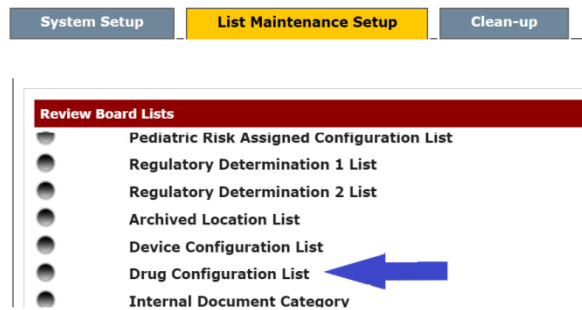 System Setup
List Maintenance Setup
Clean-up
Review Board Lists
Pediatric Risk Assigned Configuration List
Regulatory Determination 1 List
Regulatory Determination 2 List
Archived Location List
Device Configuration List
Drug Configuration List
Internal Document Category